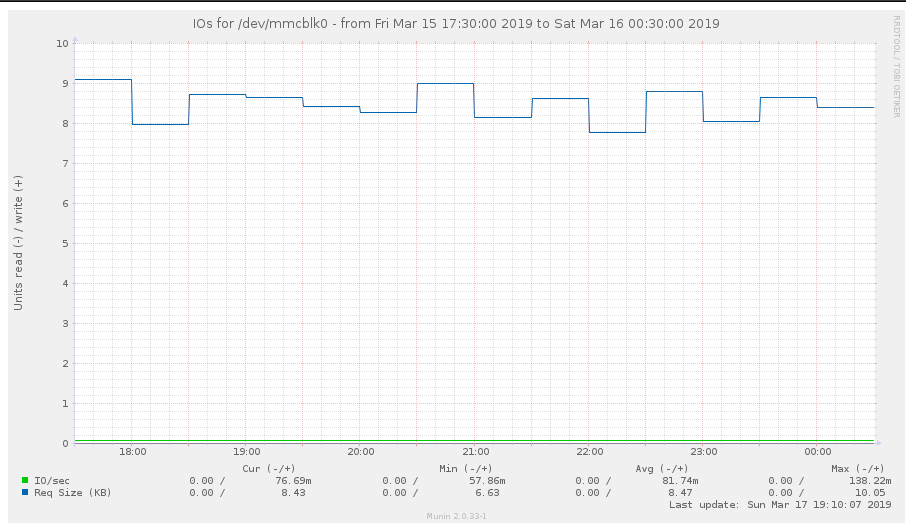 IOs for /dev/mmcblk0 - from Fri Mar 15 17:30:00 2019 to Sat Mar 16 00:30:00 2019
RRDTOOL / TOBI OETIKER
Units read (-) / write (+)
10
9
8
7
6
5
4
3
2
1
0
18:00 19:00 20:00 21:00 22:00 23:00 00:00
Cur (-/+) Min (-/+) Avg (-/+) Max (-/+)
IO/sec 0.00 / 76.69m 0.00 / 57.86m 0.00 / 81.74m 0.00 / 138.22m
Req Size (KB) 0.00 / 8.43 0.00 / 6.63 0.00 / 8.47 0.00 / 10.05
Last update: Sun Mar 17 19:10:07 2019
Munin 2.0.33-1